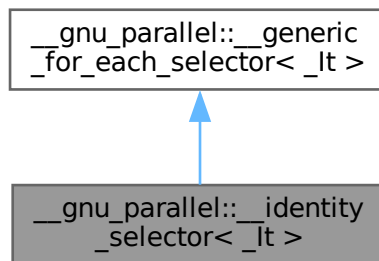 __gnu_parallel::__generic
_for_each_selector< _It >
__gnu_parallel::__identity
_selector< _It >